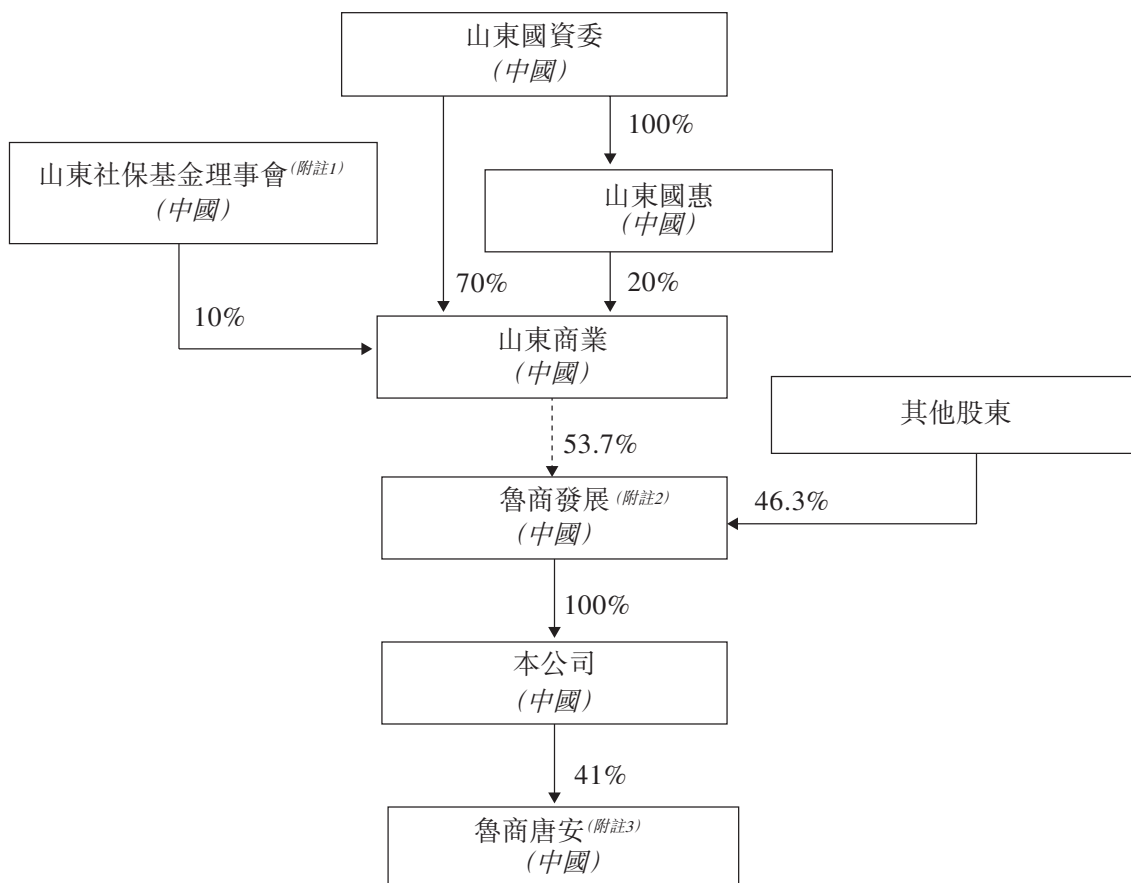 山東國資委
（中國）
100%
山東社保基金理事會(附註1)
（中國）
山東國惠
（中國）
70%
20%
10%
山東商業
（中國）
其他股東
53.7%
魯商發展(附註2)
（中國）
46.3%
100%
本公司
（中國）
41%
魯商唐安(附註3)
（中國）